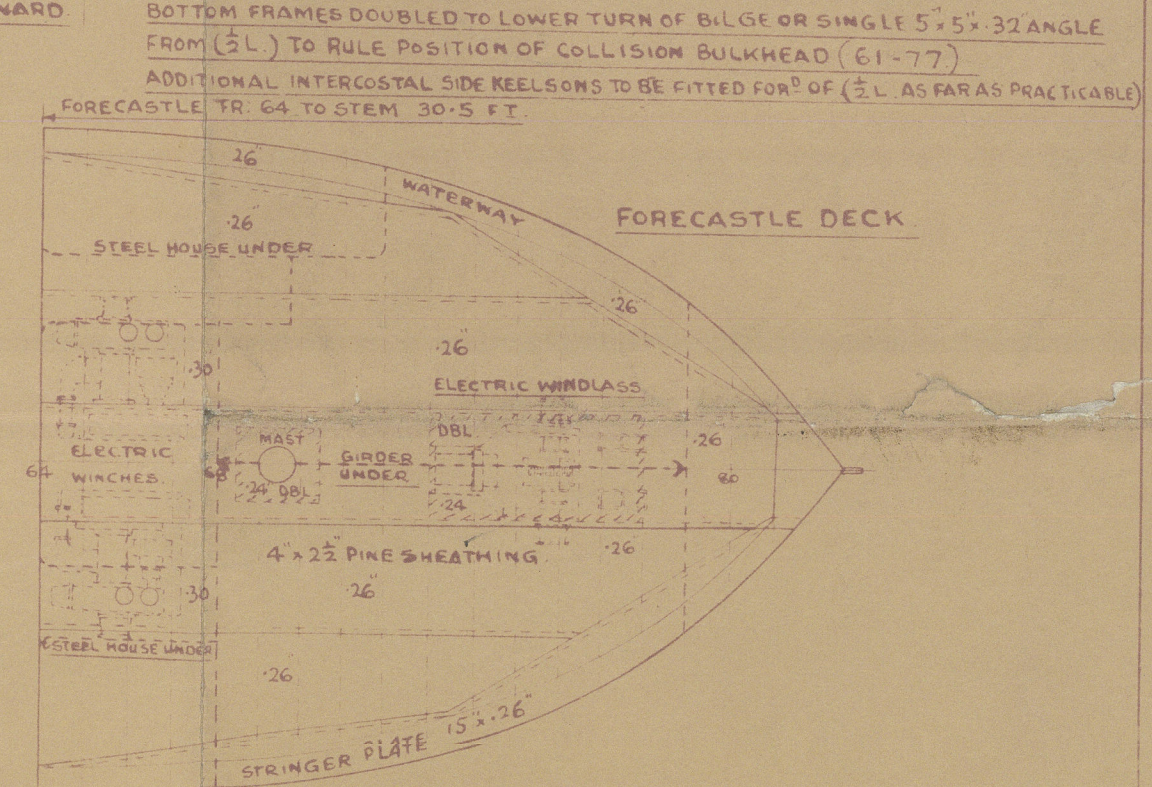 WARD.
BOTTOM FRAMES DOUBLED TO LOWER TURN OF BILGE OR SINGLE 5"x 5"x .32" ANGLE
FROM (½ L.) TO RULE POSITION OF COLLISION BULKHEAD (61-77)
ADDITIONAL INTERCOSTAL SIDE KEELSONS TO BE FITTED FORᴰ OF (½ L. AS FAR AS PRACTICABLE)
FORECASTLE FR: 64 TO STEM 30.5 FT.
.26"
WATERWAY
FORECASTLE DECK
.26"
STEEL HOUSE UNDER
.26"
.26"
.30
ELECTRIC WINDLASS
DBL
.26
MAST
ELECTRIC
GIRDER
64
68
80
WINCHES.
UNDER
.24" DBL
.24
4"x 2½" PINE SHEATHING.
.26"
.26"
.30
STEEL HOUSE UNDER
.26"
15"x .26"
STRINGER PLATE